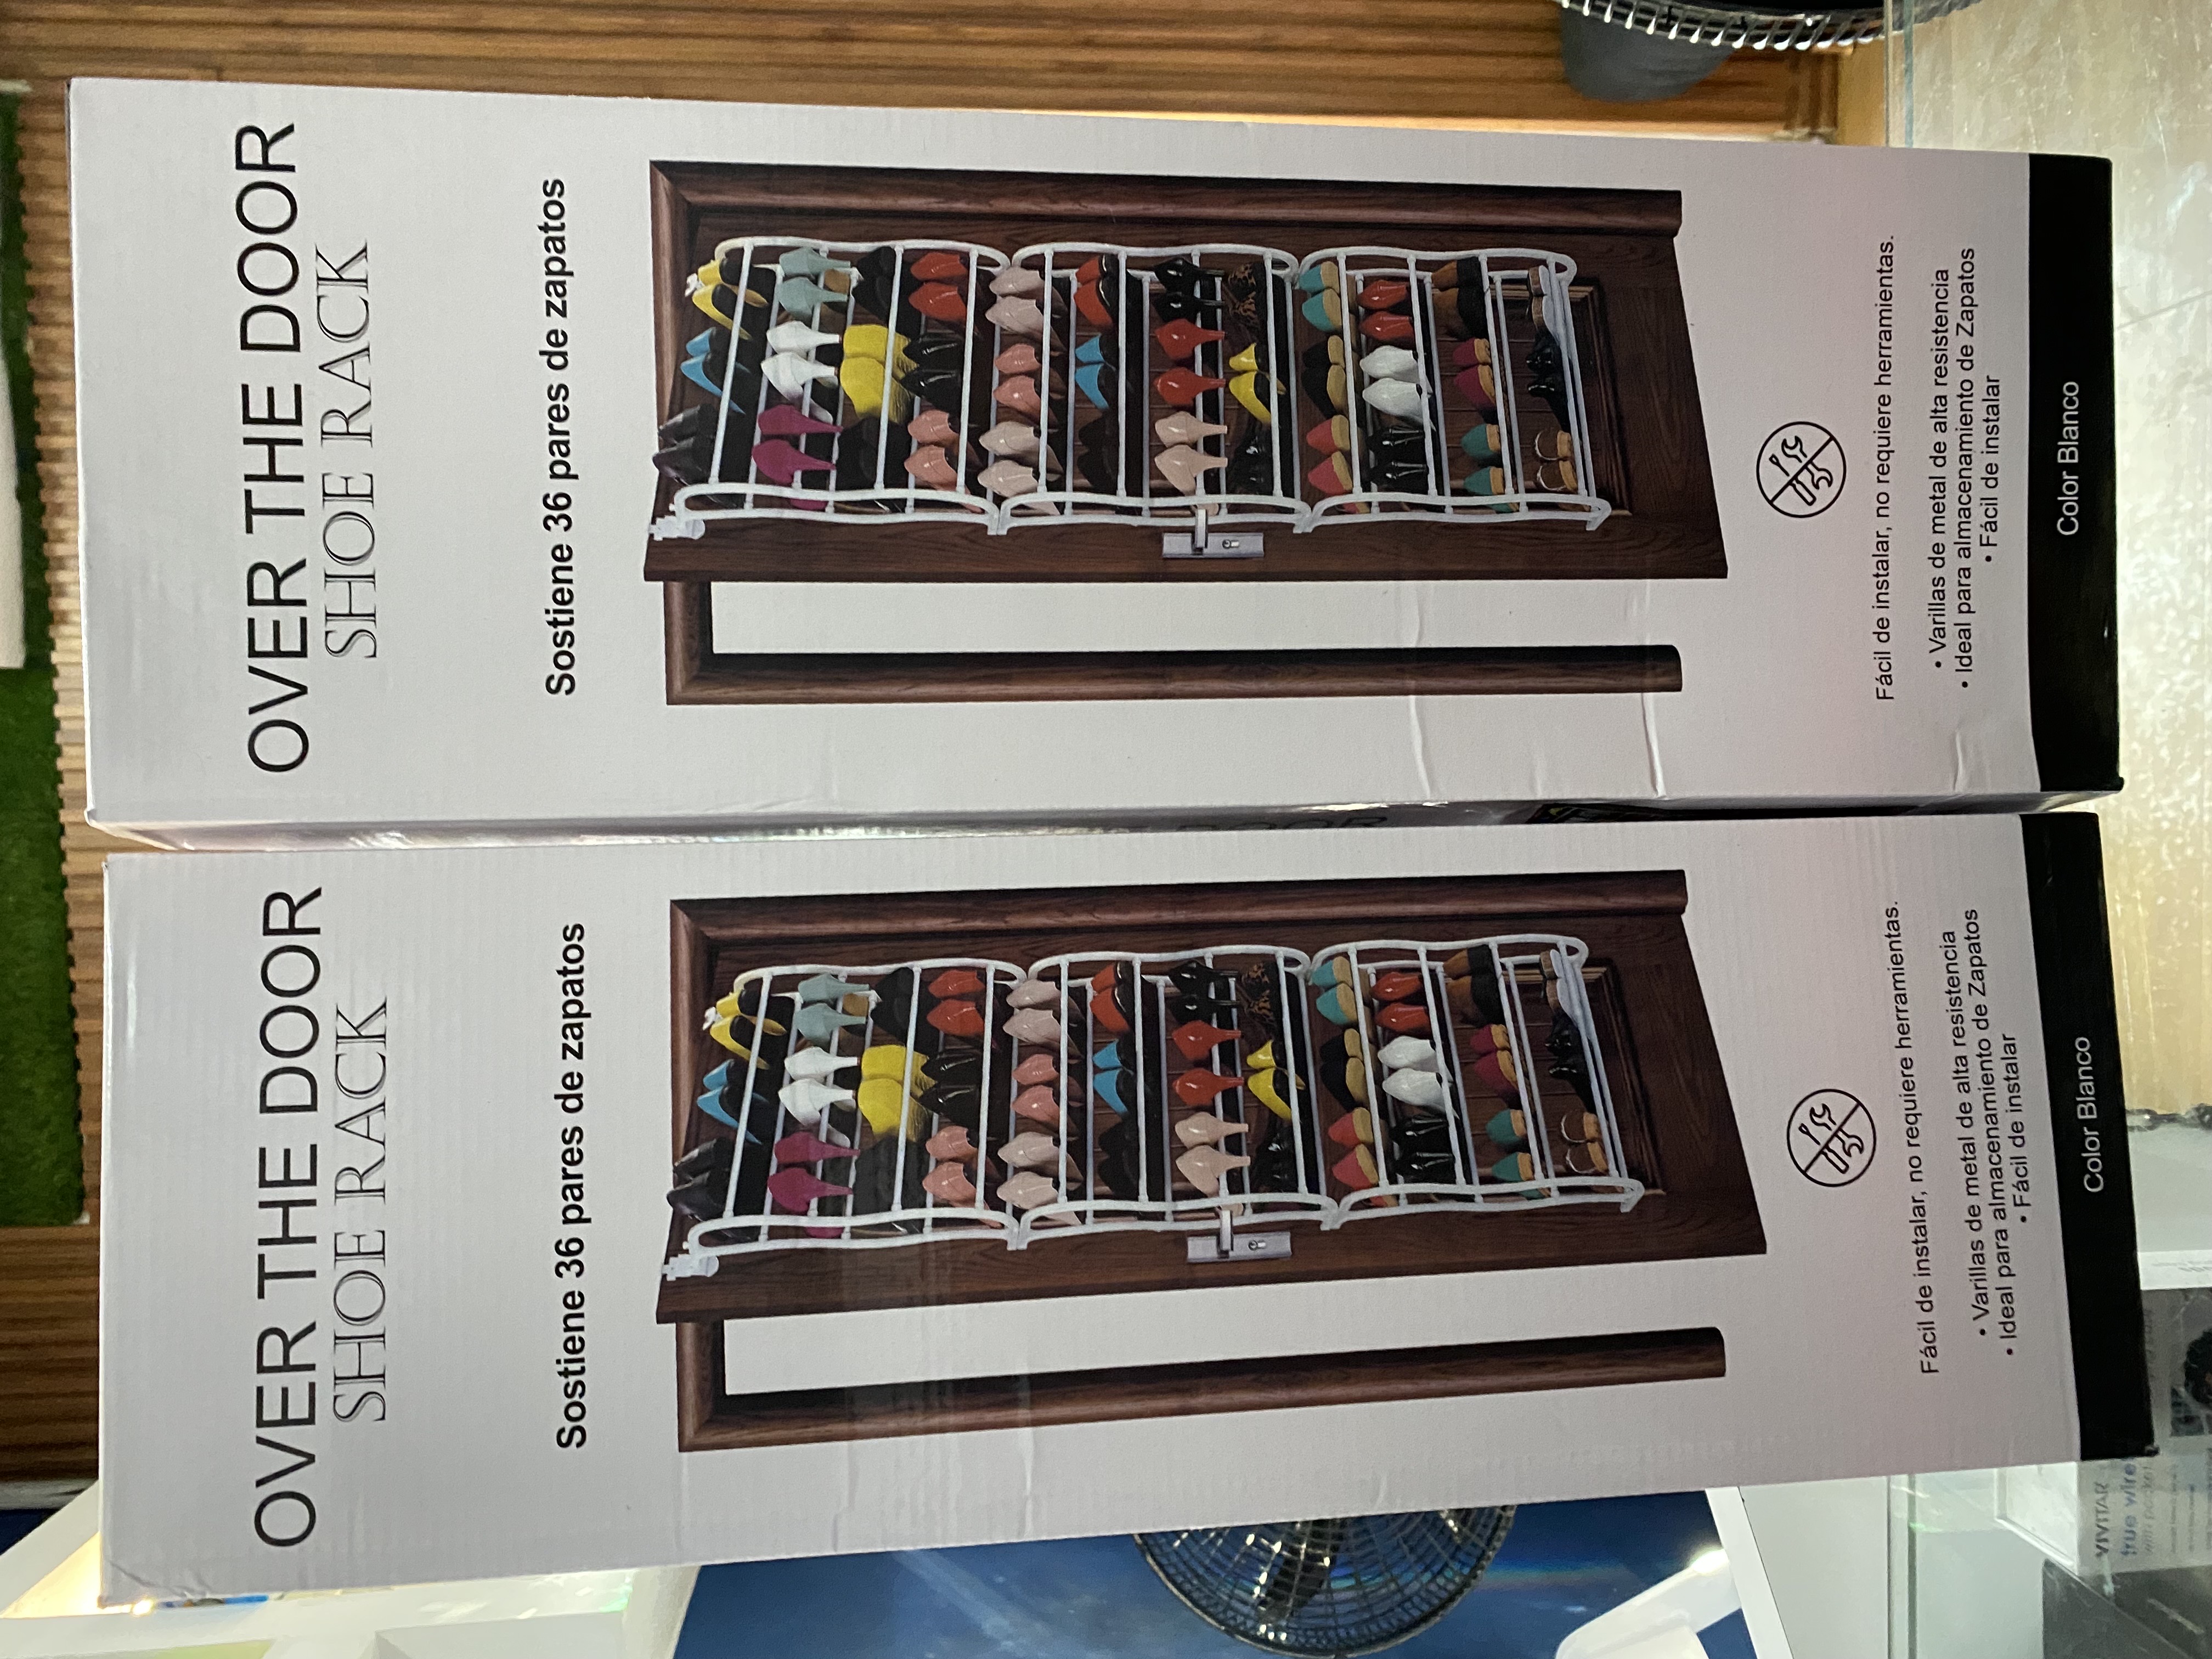 OVER THE DOOR
SHOE RACK
Sostiene 36 pares de zapatos
Fácil de instalar, no requiere herramientas.
• Varillas de metal de alta resistencia
• Ideal para almacenamiento de Zapatos
• Fácil de instalar
Color Blanco
OVER THE DOOR
SHOE RACK
Sostiene 36 pares de zapatos
Fácil de instalar, no requiere herramientas.
• Varillas de metal de alta resistencia
• Ideal para almacenamiento de Zapatos
• Fácil de instalar
Color Blanco
DOOR
VIVITAR
true wire